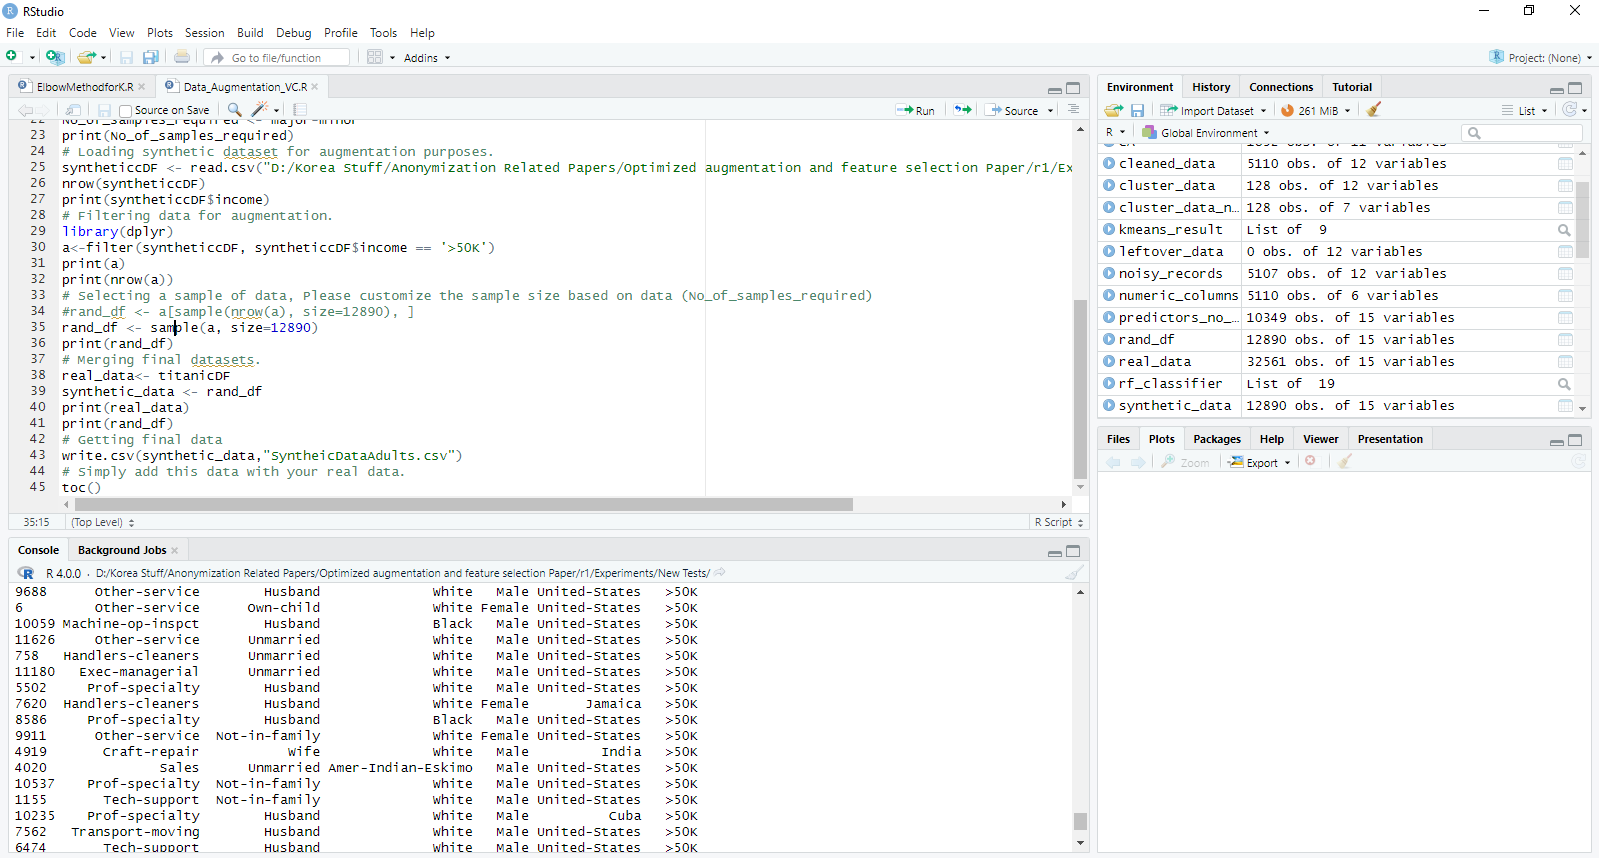 RStudio
File Edit Code View Plots Session Build Debug Profile Tools Help
Go to file/function Addins Project: (None)
ElbowMethodforK.R Data_Augmentation_VC.R
Source on Save Run Source
22 No_of_samples_required <- major-minor
23 print(No_of_samples_required)
24 # Loading synthetic dataset for augmentation purposes.
25 syntheticcDF <- read.csv("D:/Korea Stuff/Anonymization Related Papers/Optimized augmentation and feature selection Paper/r1/Ex
26 nrow(syntheticcDF)
27 print(syntheticcDF$income)
28 # Filtering data for augmentation.
29 library(dplyr)
30 a<-filter(syntheticcDF, syntheticcDF$income == '>50K')
31 print(a)
32 print(nrow(a))
33 # Selecting a sample of data, Please customize the sample size based on data (No_of_samples_required)
34 #rand_df <- a[sample(nrow(a), size=12890), ]
35 rand_df <- sample(a, size=12890)
36 print(rand_df)
37 # Merging final datasets.
38 real_data<- titanicDF
39 synthetic_data <- rand_df
40 print(real_data)
41 print(rand_df)
42 # Getting final data
43 write.csv(synthetic_data,"SyntheicDataAdults.csv")
44 # Simply add this data with your real data.
45 toc()
35:15 (Top Level) R Script
Console Background Jobs
R 4.0.0 · D:/Korea Stuff/Anonymization Related Papers/Optimized augmentation and feature selection Paper/r1/Experiments/New Tests/
9688 Other-service Husband White Male United-States >50K
6 Other-service Own-child White Female United-States >50K
10059 Machine-op-inspct Husband Black Male United-States >50K
11626 Other-service Unmarried White Male United-States >50K
758 Handlers-cleaners Unmarried White Male United-States >50K
11180 Exec-managerial Unmarried White Male United-States >50K
5502 Prof-specialty Husband White Male United-States >50K
7620 Handlers-cleaners Husband White Female Jamaica >50K
8586 Prof-specialty Husband Black Male United-States >50K
9911 Other-service Not-in-family White Female United-States >50K
4919 Craft-repair Wife White Male India >50K
4020 Sales Unmarried Amer-Indian-Eskimo Male United-States >50K
10537 Prof-specialty Not-in-family White Male United-States >50K
1155 Tech-support Not-in-family White Male United-States >50K
10235 Prof-specialty Husband White Male Cuba >50K
7562 Transport-moving Husband White Male United-States >50K
6474 Tech-support Husband White Male United-States >50K
Environment History Connections Tutorial
Import Dataset 261 MiB List
R Global Environment
cleaned_data 5110 obs. of 12 variables
cluster_data 128 obs. of 12 variables
cluster_data_n… 128 obs. of 7 variables
kmeans_result List of 9
leftover_data 0 obs. of 12 variables
noisy_records 5107 obs. of 12 variables
numeric_columns 5110 obs. of 6 variables
predictors_no_… 10349 obs. of 15 variables
rand_df 12890 obs. of 15 variables
real_data 32561 obs. of 15 variables
rf_classifier List of 19
synthetic_data 12890 obs. of 15 variables
Files Plots Packages Help Viewer Presentation
Zoom Export